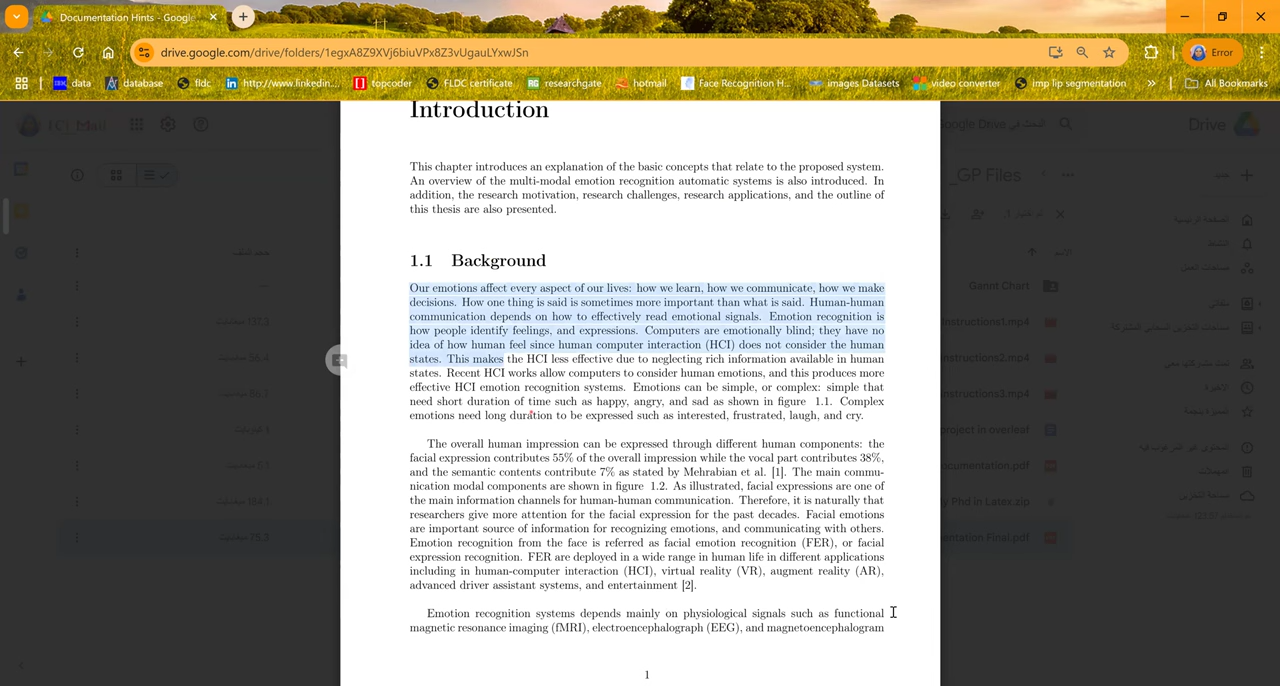 Documentation Hints - Google
drive.google.com/drive/folders/1egxA8Z9XVj6biuVPx8Z3vUgauLYxwJSn
Error
data
database
fldc
http://www.linkedin...
topcoder
FLDC certificate
RG researchgate
hotmail
Face Recognition H...
images Datasets
video converter
imp lip segmentation
All Bookmarks
Drive
_GP Files
Gannt Chart
Introduction
This chapter introduces an explanation of the basic concepts that relate to the proposed system.
An overview of the multi-modal emotion recognition automatic systems is also introduced. In
addition, the research motivation, research challenges, research applications, and the outline of
this thesis are also presented.
1.1 Background
Our emotions affect every aspect of our lives: how we learn, how we communicate, how we make
decisions. How one thing is said is sometimes more important than what is said. Human-human
communication depends on how to effectively read emotional signals. Emotion recognition is
how people identify feelings, and expressions. Computers are emotionally blind; they have no
idea of how human feel since human computer interaction (HCI) does not consider the human
states. This makes the HCI less effective due to neglecting rich information available in human
states. Recent HCI works allow computers to consider human emotions, and this produces more
effective HCI emotion recognition systems. Emotions can be simple, or complex: simple that
need short duration of time such as happy, angry, and sad as shown in figure 1.1. Complex
emotions need long duration to be expressed such as interested, frustrated, laugh, and cry.
The overall human impression can be expressed through different human components: the
facial expression contributes 55% of the overall impression while the vocal part contributes 38%,
and the semantic contents contribute 7% as stated by Mehrabian et al. [1]. The main commu-
nication modal components are shown in figure 1.2. As illustrated, facial expressions are one of
the main information channels for human-human communication. Therefore, it is naturally that
researchers give more attention for the facial expression for the past decades. Facial emotions
are important source of information for recognizing emotions, and communicating with others.
Emotion recognition from the face is referred as facial emotion recognition (FER), or facial
expression recognition. FER are deployed in a wide range in human life in different applications
including in human-computer interaction (HCI), virtual reality (VR), augment reality (AR),
advanced driver assistant systems, and entertainment [2].
Emotion recognition systems depends mainly on physiological signals such as functional
magnetic resonance imaging (fMRI), electroencephalograph (EEG), and magnetoencephalogram
1